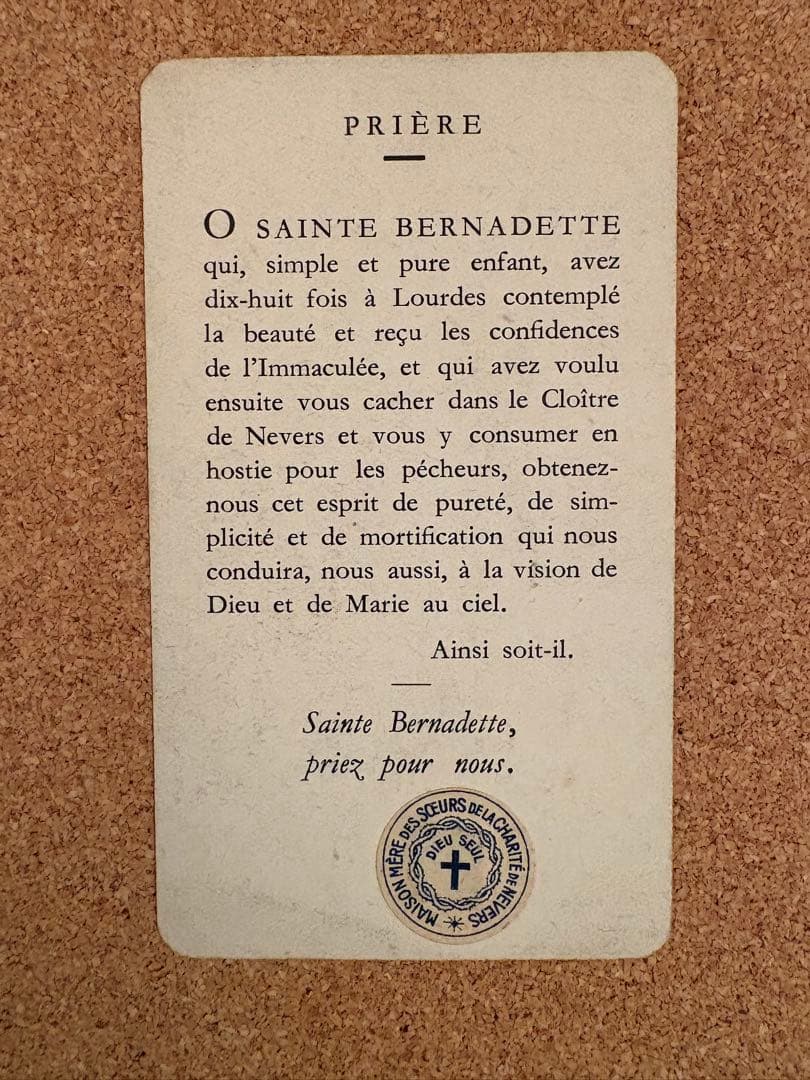 PRIÈRE
O SAINTE BERNADETTE
qui, simple et pure enfant, avez
dix-huit fois à Lourdes contemplé
la beauté et reçu les confidences
de l'Immaculée, et qui avez voulu
ensuite vous cacher dans le Cloître
de Nevers et vous y consumer en
hostie pour les pécheurs, obtenez-
nous cet esprit de pureté, de sim-
plicité et de mortification qui nous
conduira, nous aussi, à la vision de
Dieu et de Marie au ciel.
Ainsi soit-il.
Sainte Bernadette,
priez pour nous.
MAISON MÈRE DES SŒURS DE LA CHARITÉ DE NEVERS
DIEU SEUL